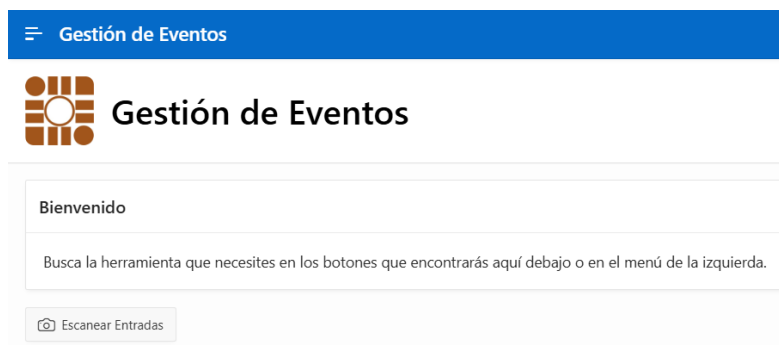 Gestión de Eventos
Gestión de Eventos
Bienvenido
Busca la herramienta que necesites en los botones que encontrarás aquí debajo o en el menú de la izquierda.
Escanear Entradas